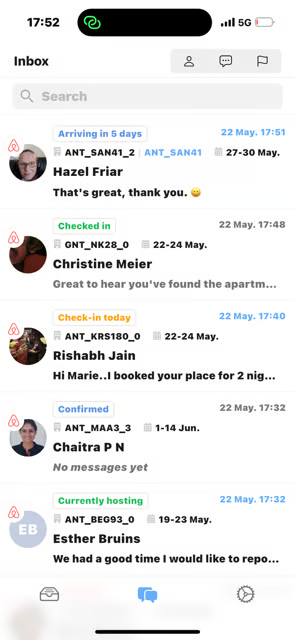 17:52
5G
Inbox
Search
Arriving in 5 days 22 May. 17:51
ANT_SAN41_2 | ANT_SAN41 27-30 May.
Hazel Friar
That's great, thank you. 😀
Checked in 22 May. 17:48
GNT_NK28_0 22-24 May.
Christine Meier
Great to hear you've found the apartm...
Check-in today 22 May. 17:40
ANT_KRS180_0 22-24 May.
Rishabh Jain
Hi Marie..I booked your place for 2 nig...
Confirmed 22 May. 17:32
ANT_MAA3_3 1-14 Jun.
Chaitra P N
No messages yet
Currently hosting 22 May. 17:32
ANT_BEG93_0 19-23 May.
EB
Esther Bruins
We had a good time I would like to repo...